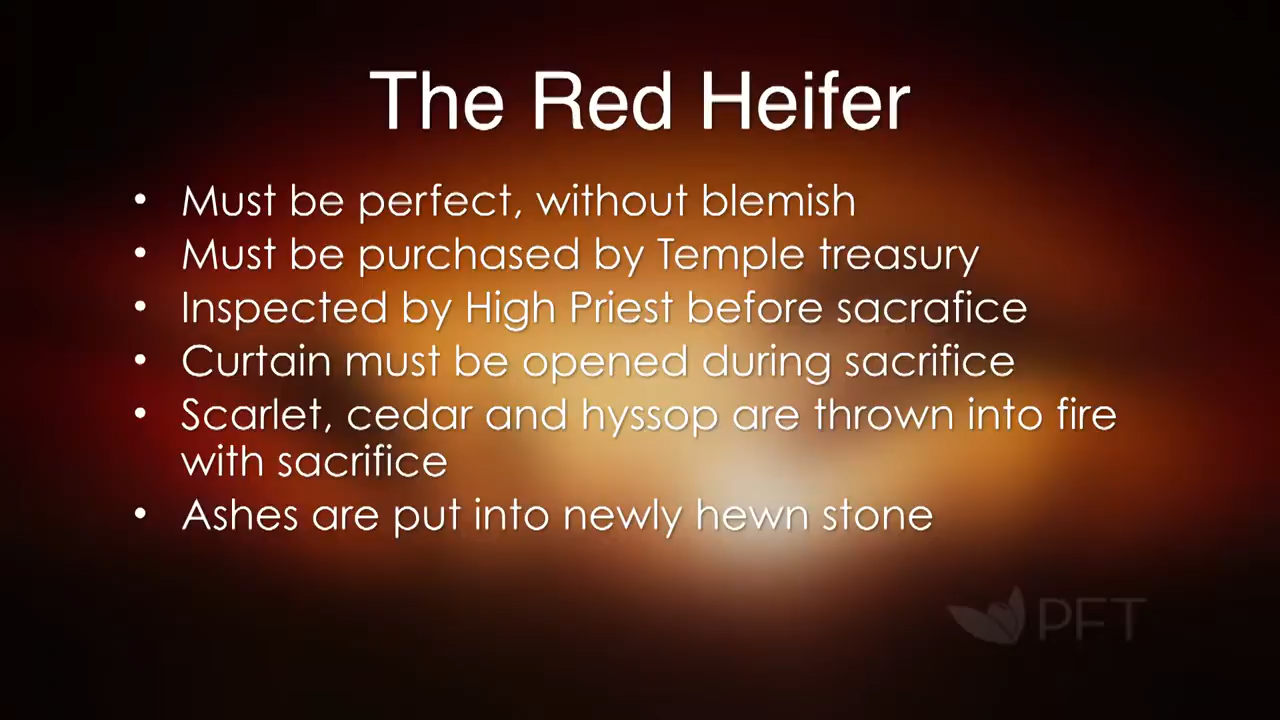 The Red Heifer
• Must be perfect, without blemish
• Must be purchased by Temple treasury
• Inspected by High Priest before sacrafice
• Curtain must be opened during sacrifice
• Scarlet, cedar and hyssop are thrown into fire
with sacrifice
• Ashes are put into newly hewn stone
PFT